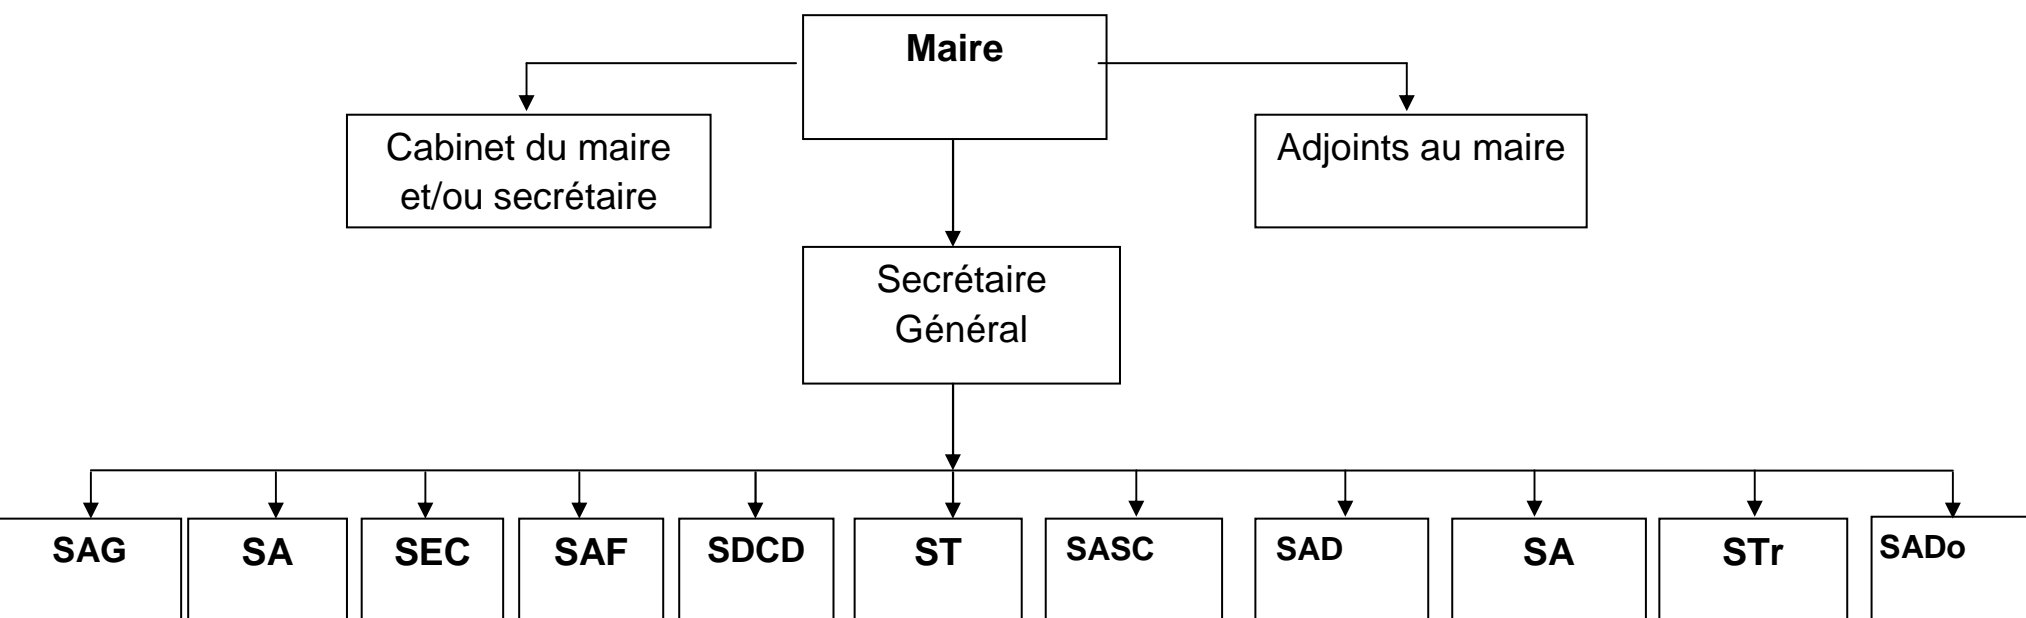 Maire
Cabinet du maire
et/ou secrétaire
Adjoints au maire
Secrétaire
Général
SAG
SA
SEC
SAF
SDCD
ST
SASC
SAD
SA
STr
SADo